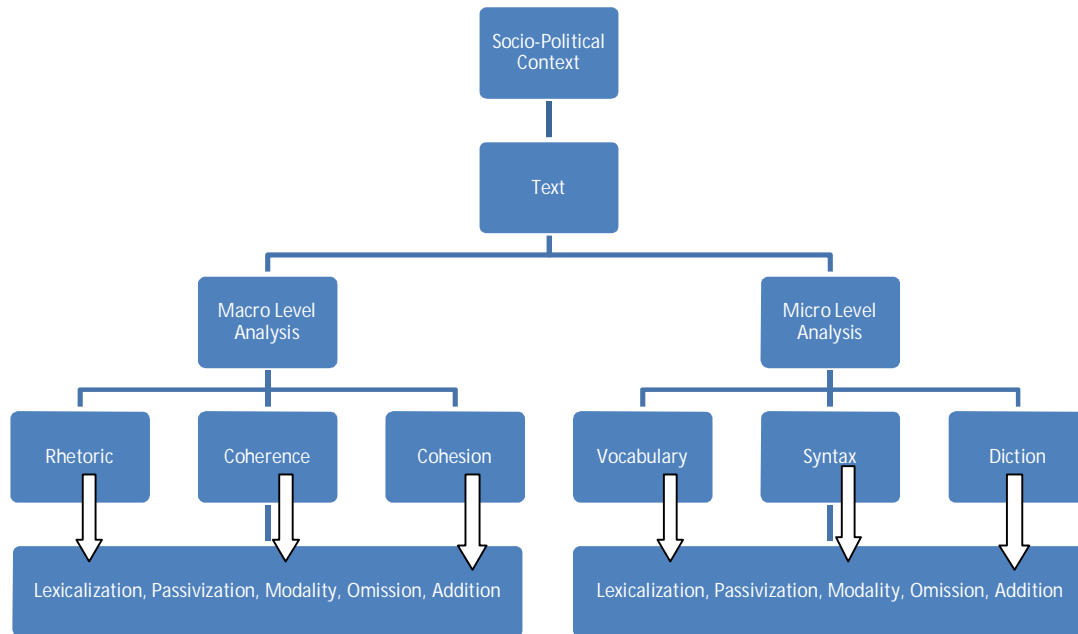 Socio-Political
Context
Text
Macro Level
Analysis
Micro Level
Analysis
Rhetoric
Coherence
Cohesion
Vocabulary
Syntax
Diction
Lexicalization, Passivization, Modality, Omission, Addition
Lexicalization, Passivization, Modality, Omission, Addition